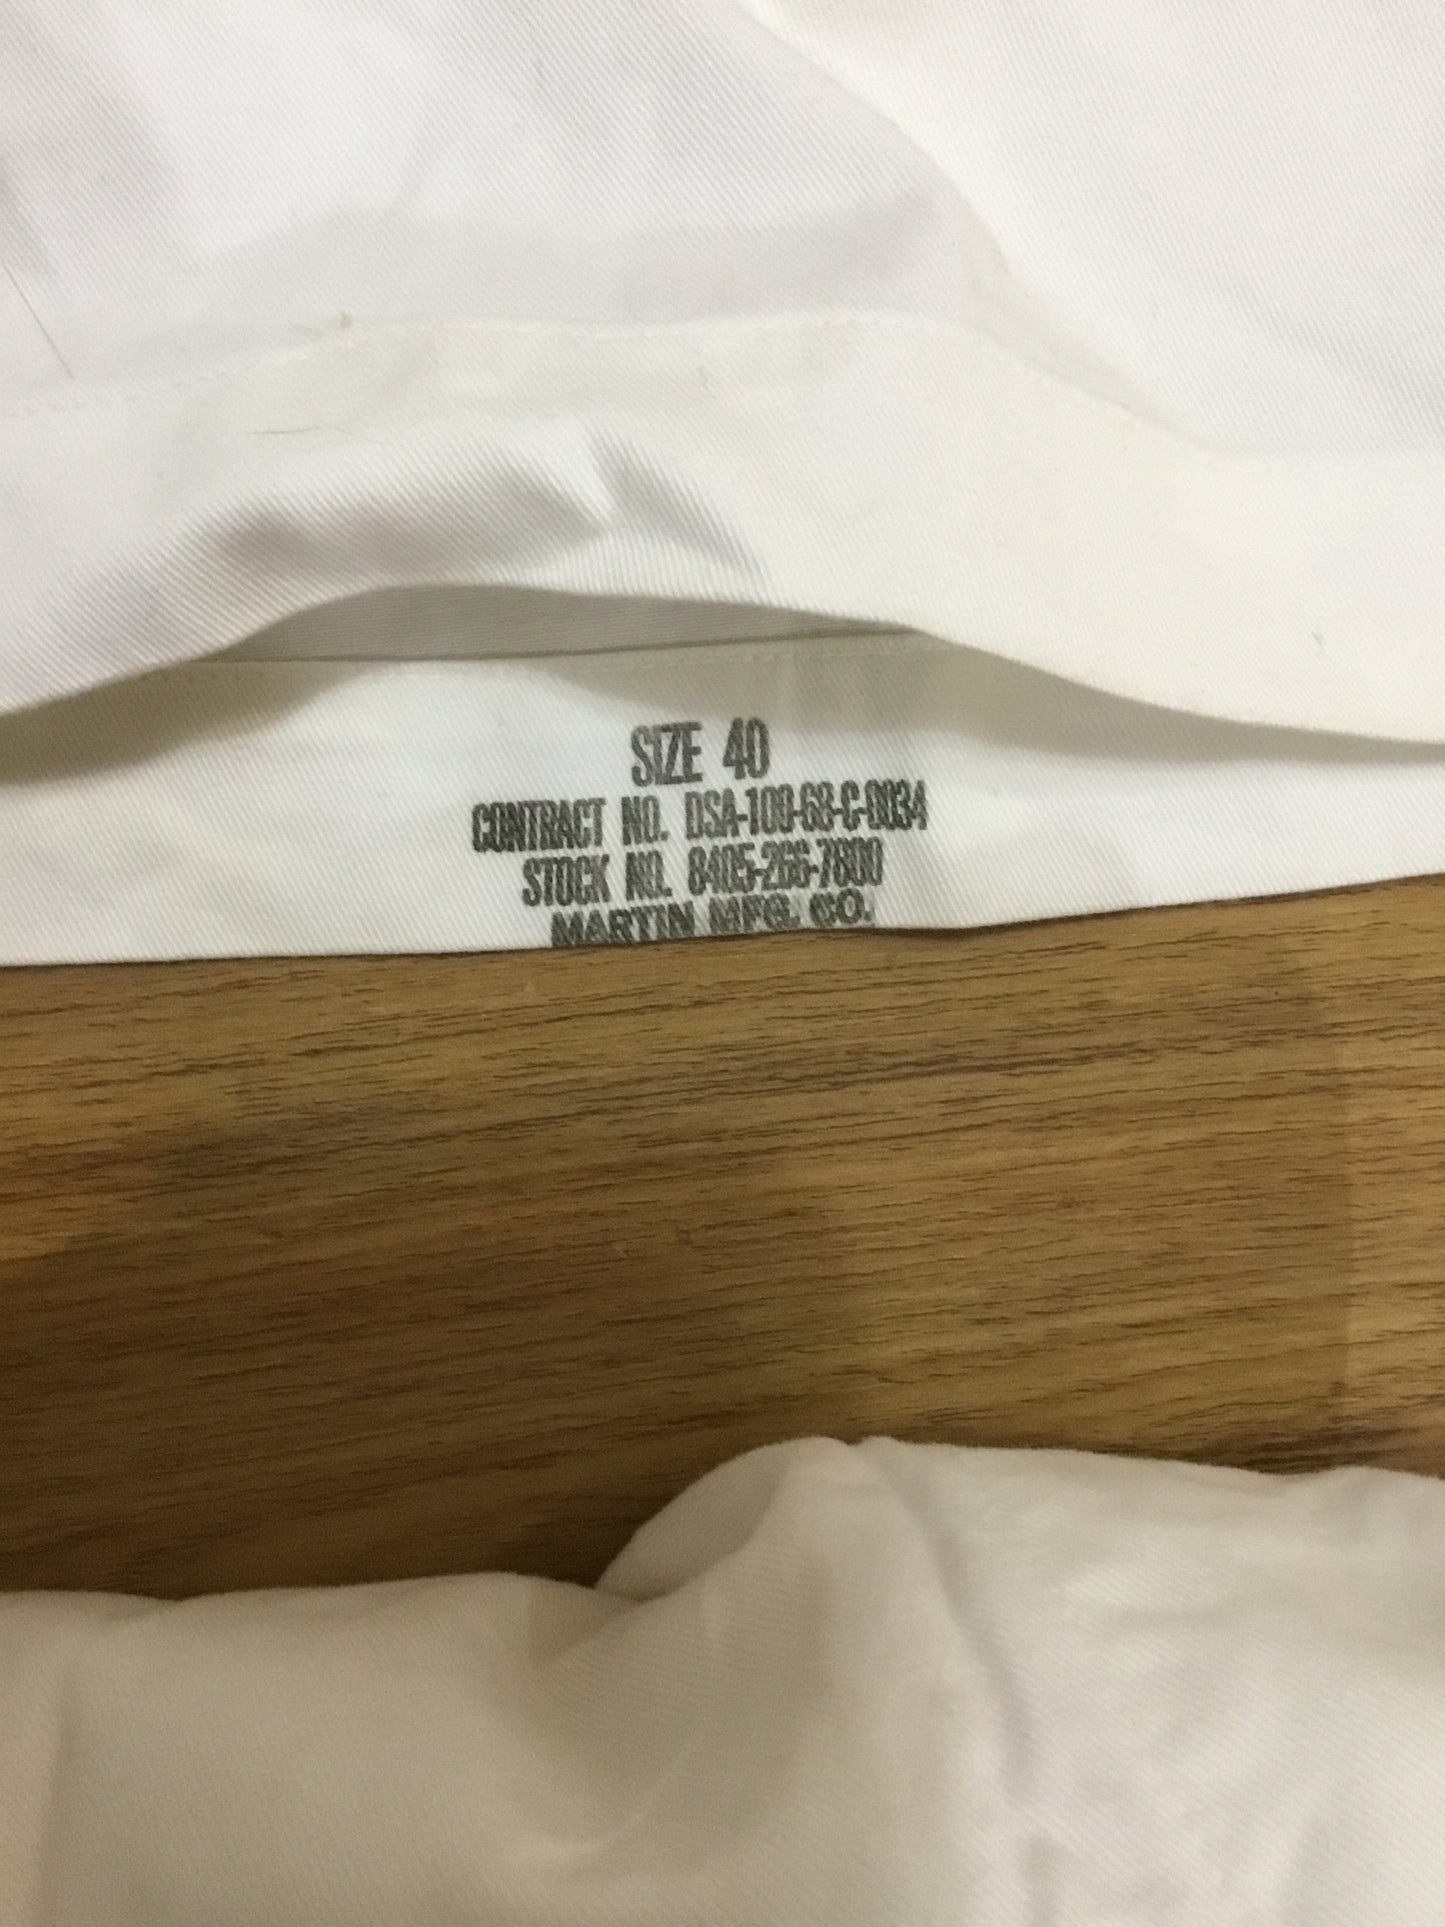 SIZE 40
CONTRACT NO. DSA-100-68-C-0034
STOCK NO. 8405-266-7800
MARTIN MFG. CO.